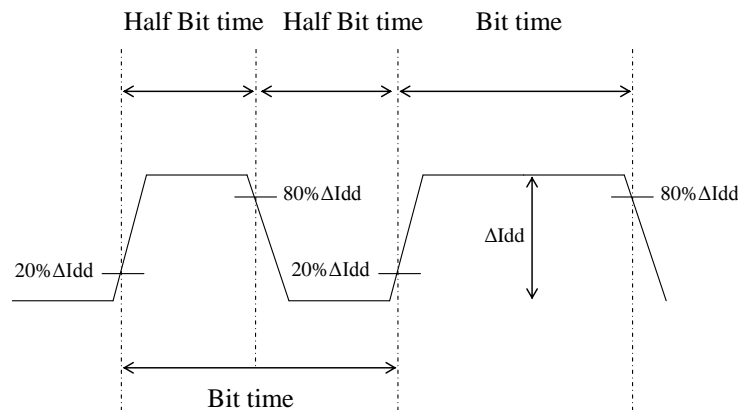 Half Bit time Half Bit time Bit time
80%ΔIdd 80%ΔIdd
ΔIdd
20%ΔIdd 20%ΔIdd
Bit time